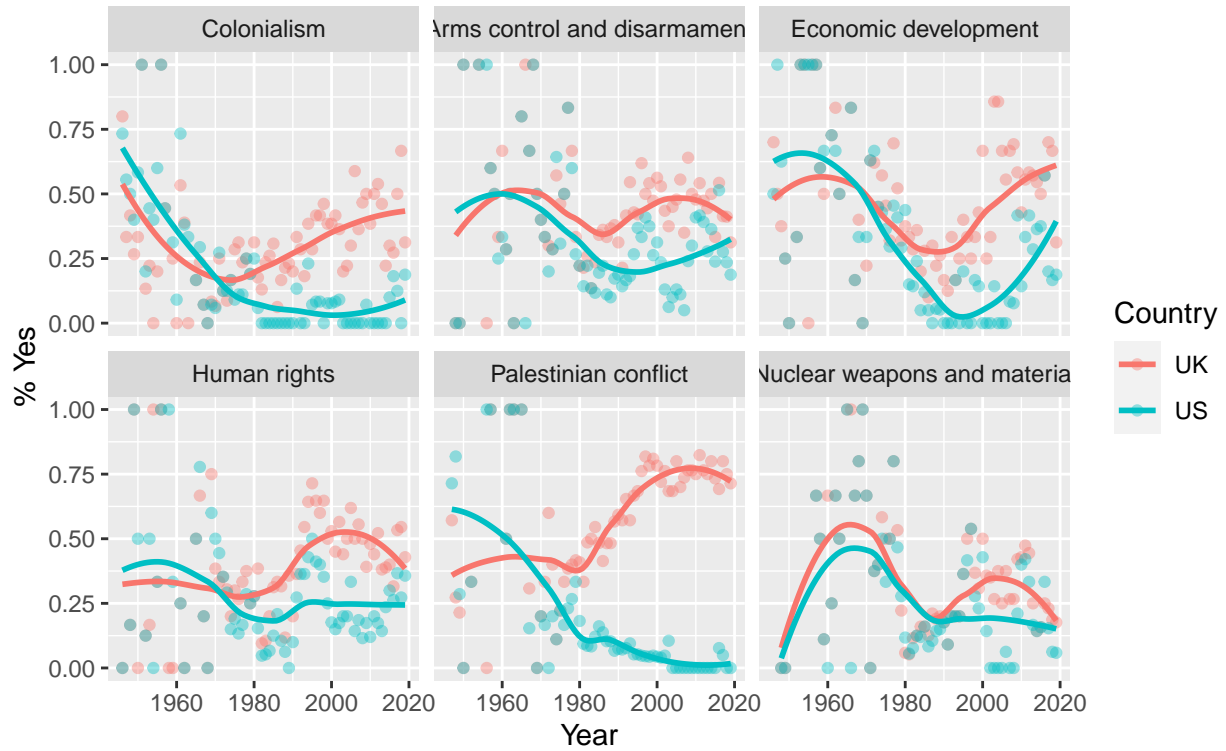 Colonialism
Arms control and disarmamen
Economic development
1.00
0.75
0.50
0.25
0.00
Human rights
Palestinian conflict
Nuclear weapons and materia
1.00
0.75
0.50
0.25
0.00
1960 1980 2000 2020
1960 1980 2000 2020
1960 1980 2000 2020
Year
% Yes
Country
UK
US